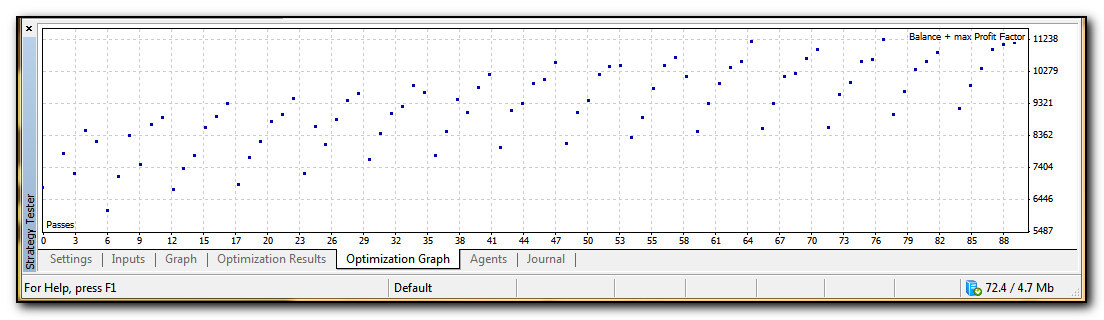 Balance + max Profit Factor
11238
10279
9321
8362
7404
6446
5487
Passes
0 3 6 9 12 15 17 20 23 26 29 32 35 38 41 44 47 50 53 55 58 61 64 67 70 73 76 79 82 85 88
Strategy Tester
Settings Inputs Graph Optimization Results Optimization Graph Agents Journal
For Help, press F1 Default 72.4 / 4.7 Mb